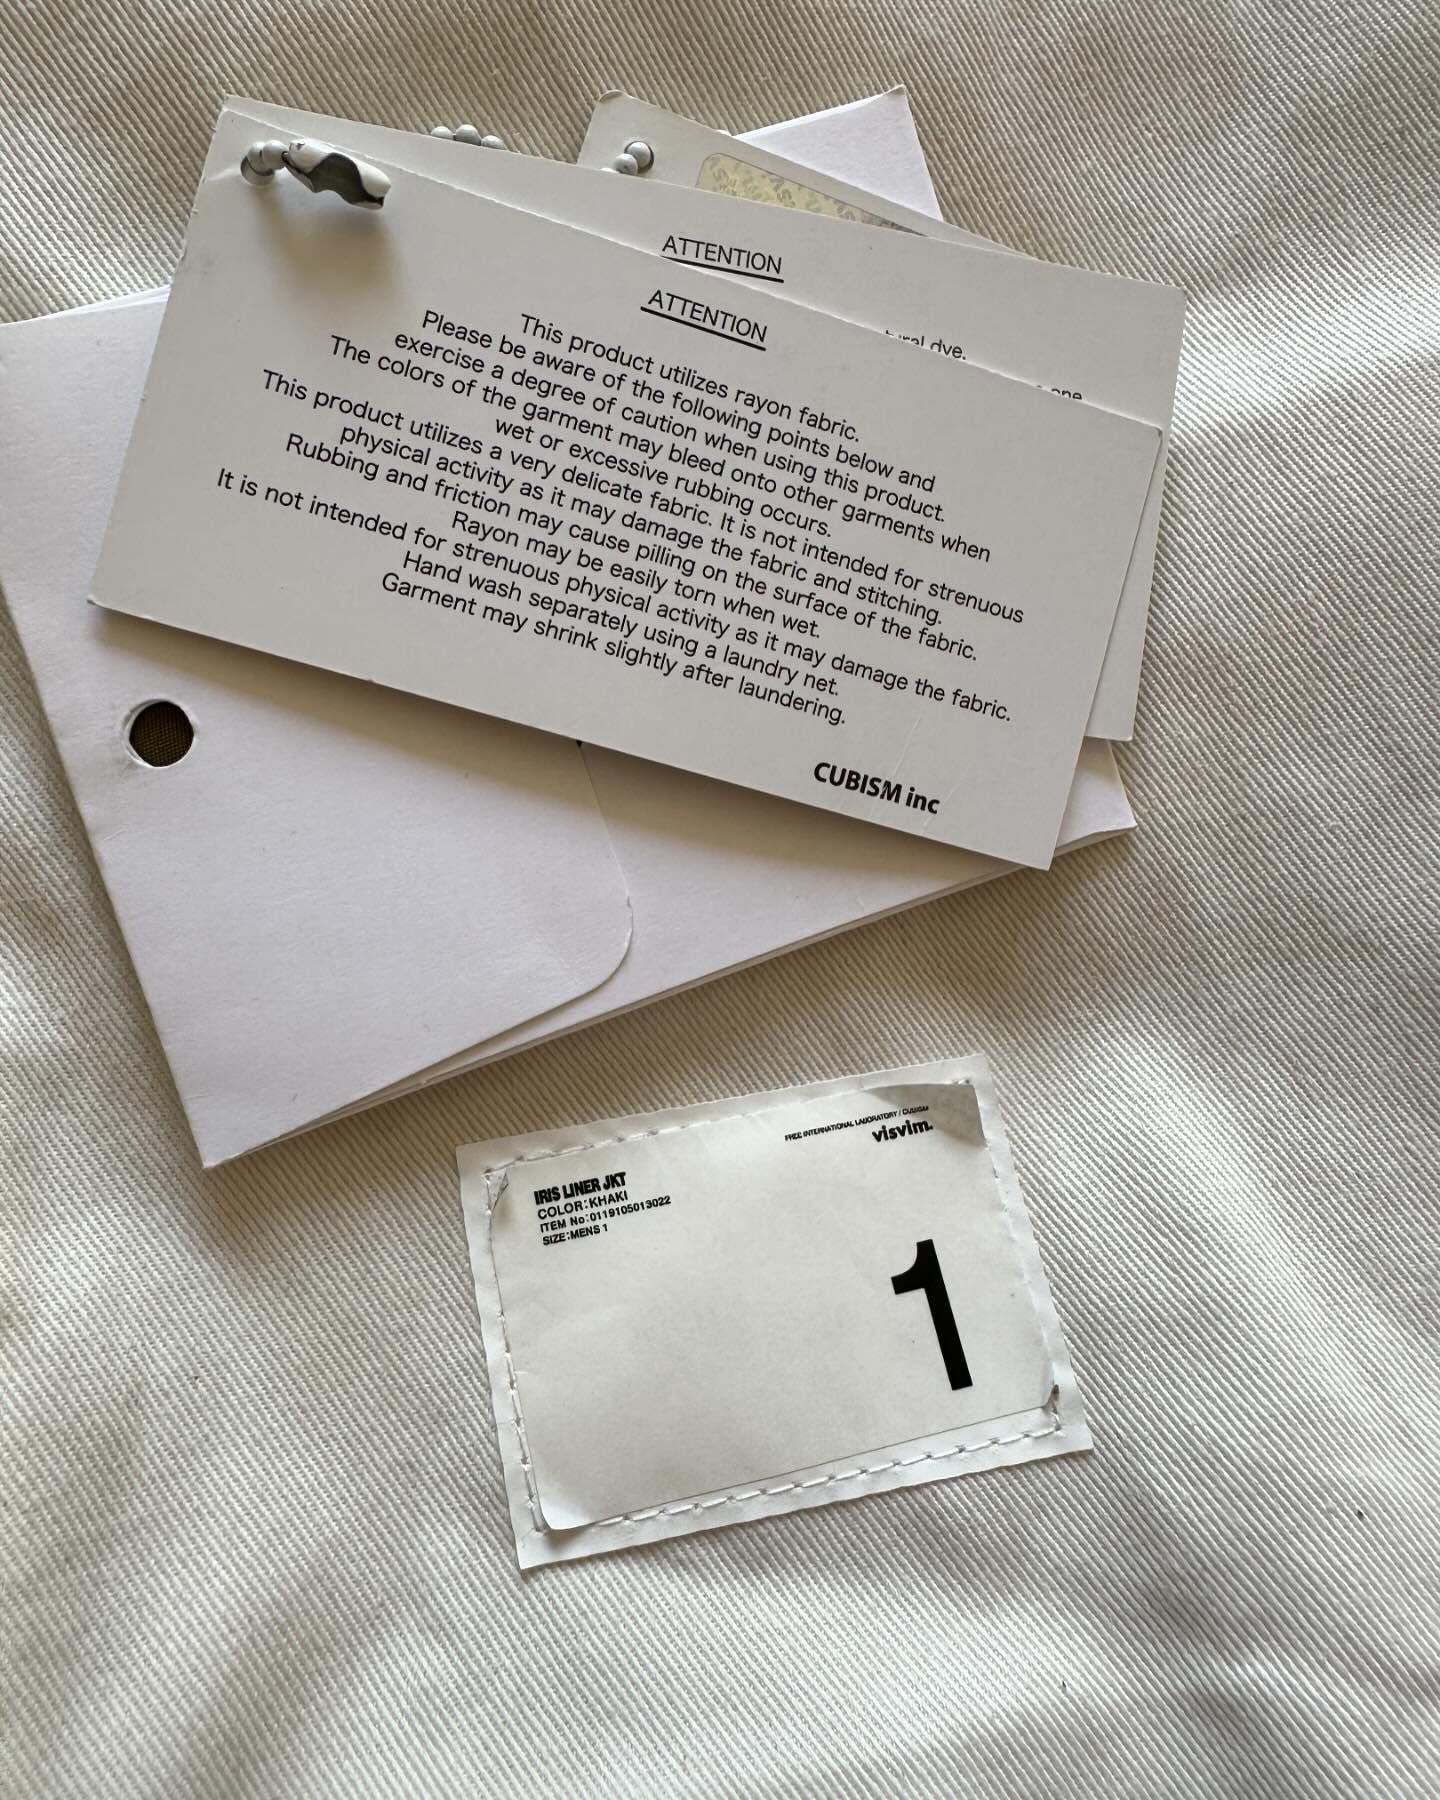 ATTENTION
dye.
ATTENTION
This product utilizes rayon fabric.
Please be aware of the following points below and
exercise a degree of caution when using this product.
The colors of the garment may bleed onto other garments when
wet or excessive rubbing occurs.
This product utilizes a very delicate fabric. It is not intended for strenuous
physical activity as it may damage the fabric and stitching.
Rubbing and friction may cause pilling on the surface of the fabric.
Rayon may be easily torn when wet.
It is not intended for strenuous physical activity as it may damage the fabric.
Hand wash separately using a laundry net.
Garment may shrink slightly after laundering.
CUBISM inc
FREE INTERNATIONAL LABORATORY / CUBISM
visvim.
IRIS LINER JKT
COLOR:KHAKI
ITEM No:0119105013022
SIZE:MENS 1
1